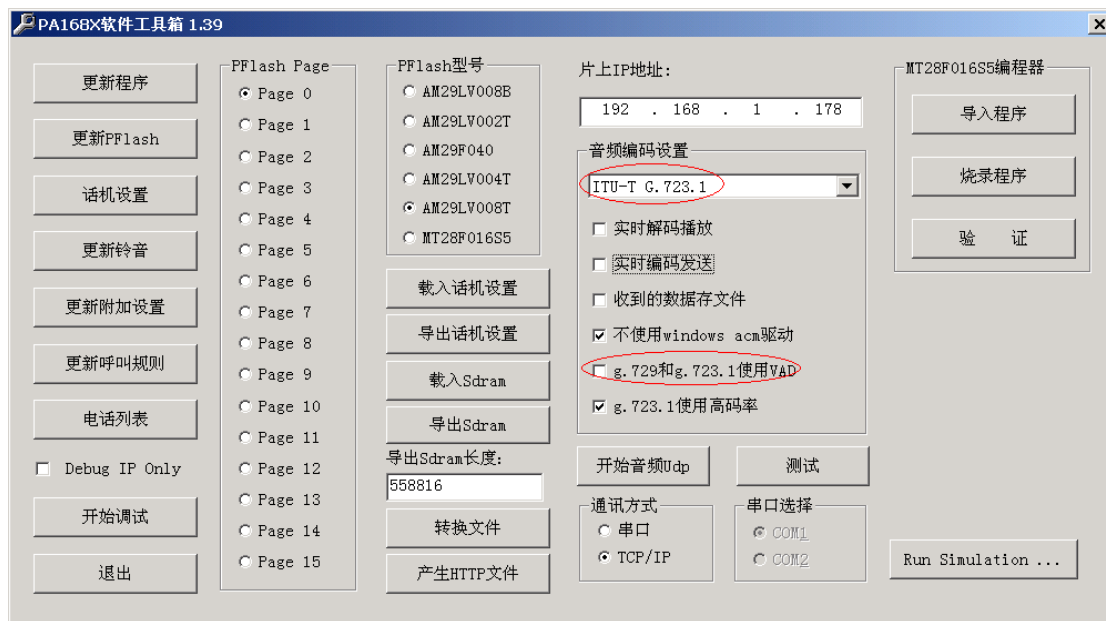 PA168X软件工具箱 1.39
更新程序
更新PFlash
话机设置
更新铃音
更新附加设置
更新呼叫规则
电话列表
Debug IP Only
开始调试
退出
PFlash Page
Page 0
Page 1
Page 2
Page 3
Page 4
Page 5
Page 6
Page 7
Page 8
Page 9
Page 10
Page 11
Page 12
Page 13
Page 14
Page 15
PFlash型号
AM29LV008B
AM29LV002T
AM29F040
AM29LV004T
AM29LV008T
MT28F016S5
载入话机设置
导出话机设置
载入Sdram
导出Sdram
导出Sdram长度:
558816
转换文件
产生HTTP文件
片上IP地址:
192 . 168 . 1 . 178
音频编码设置
ITU-T G.723.1
实时解码播放
实时编码发送
收到的数据存文件
不使用windows acm驱动
g.729和g.723.1使用VAD
g.723.1使用高码率
开始音频Udp
测试
通讯方式
串口
TCP/IP
串口选择
COM1
COM2
MT28F016S5编程器
导入程序
烧录程序
验 证
Run Simulation ...